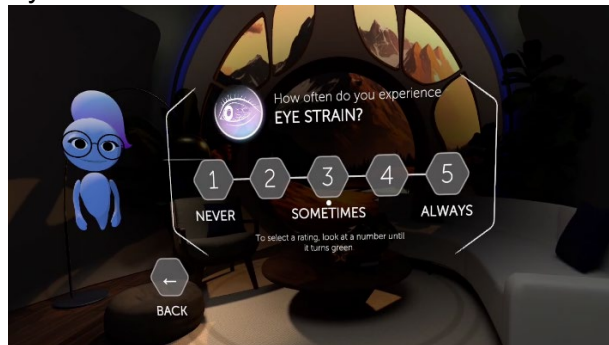 How often do you experience
EYE STRAIN?
1 2 3 4 5
NEVER SOMETIMES ALWAYS
To select a rating, look at a number until
it turns green
←
BACK